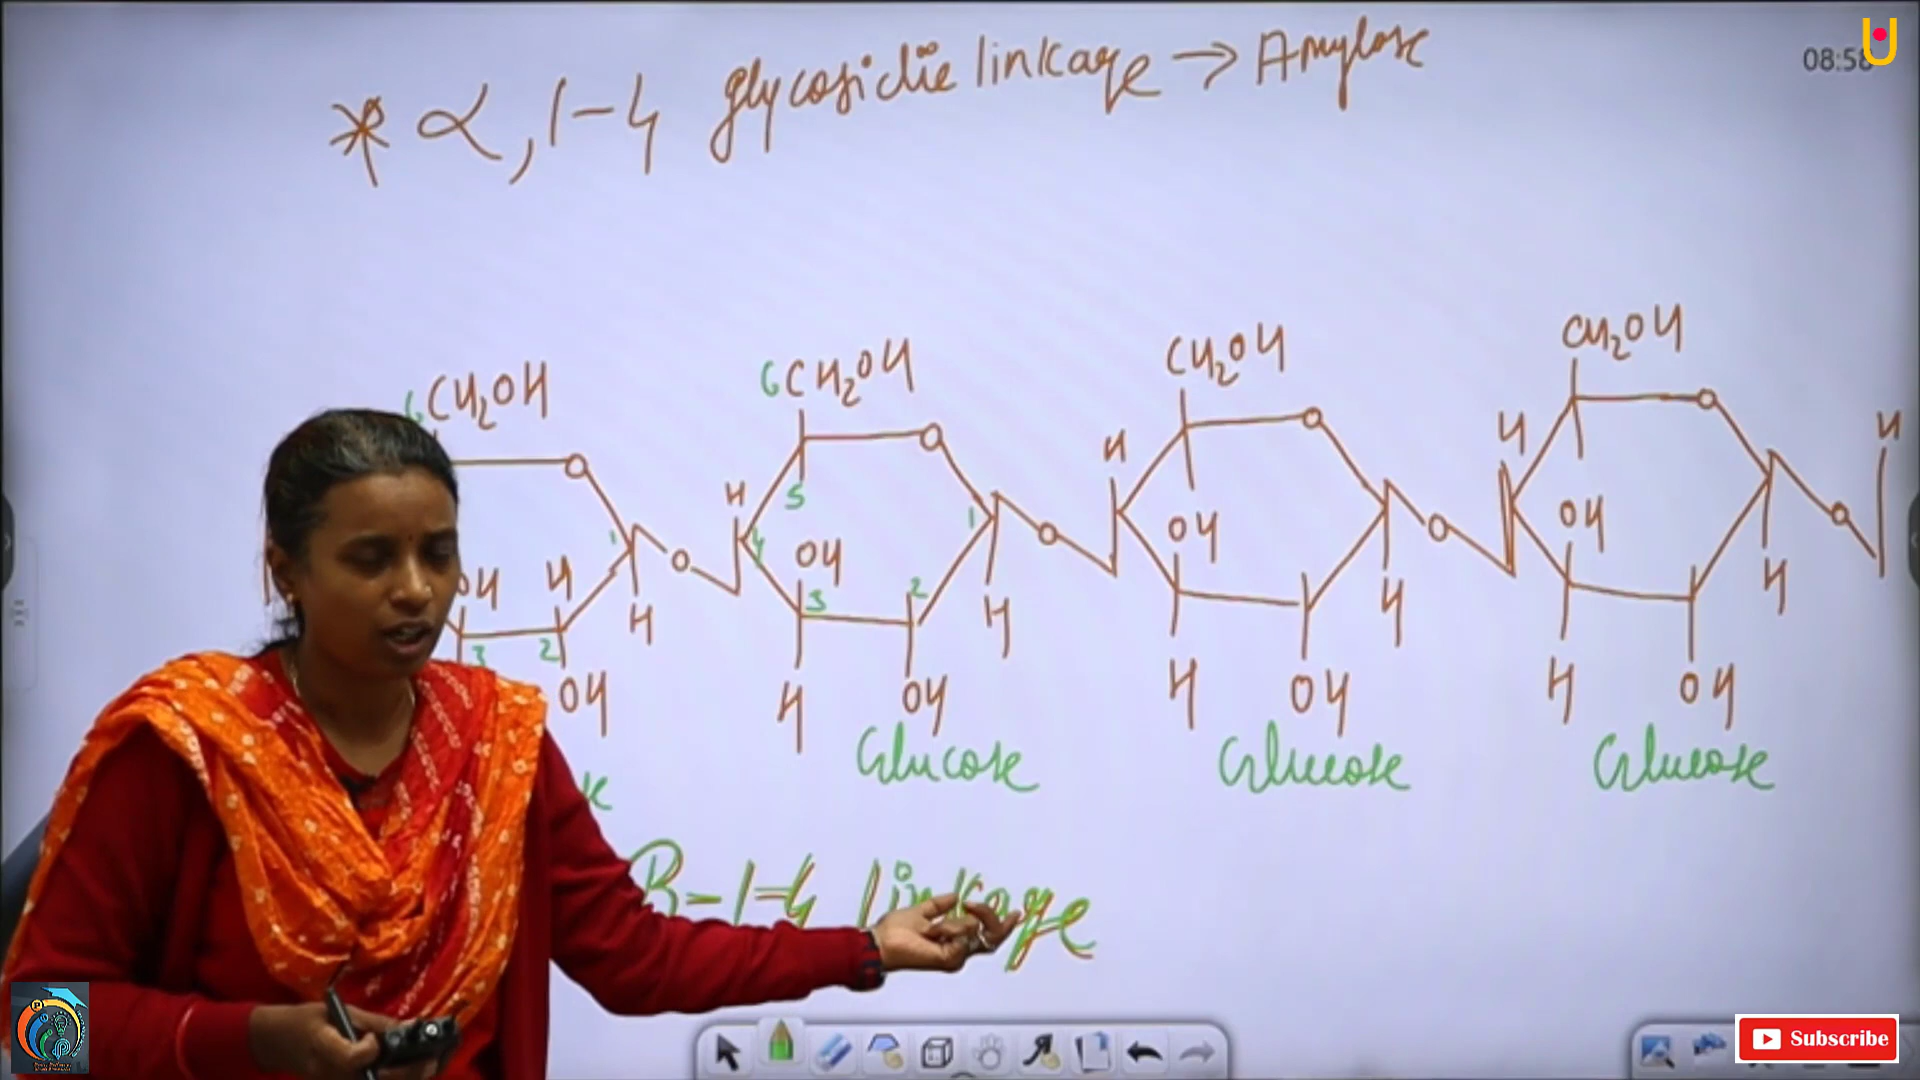 08:58
* α, 1-4 glycosidic linkage → Amylose
6CH2OH 6CH2OH CH2OH CH2OH
O O O O
H H H H
5
1 4 1
O O O O
OH H OH OH OH
H H H H
3 2 3 2
OH H OH H OH H OH
Glucose Glucose Glucose
B-1-4 linkage
Subscribe